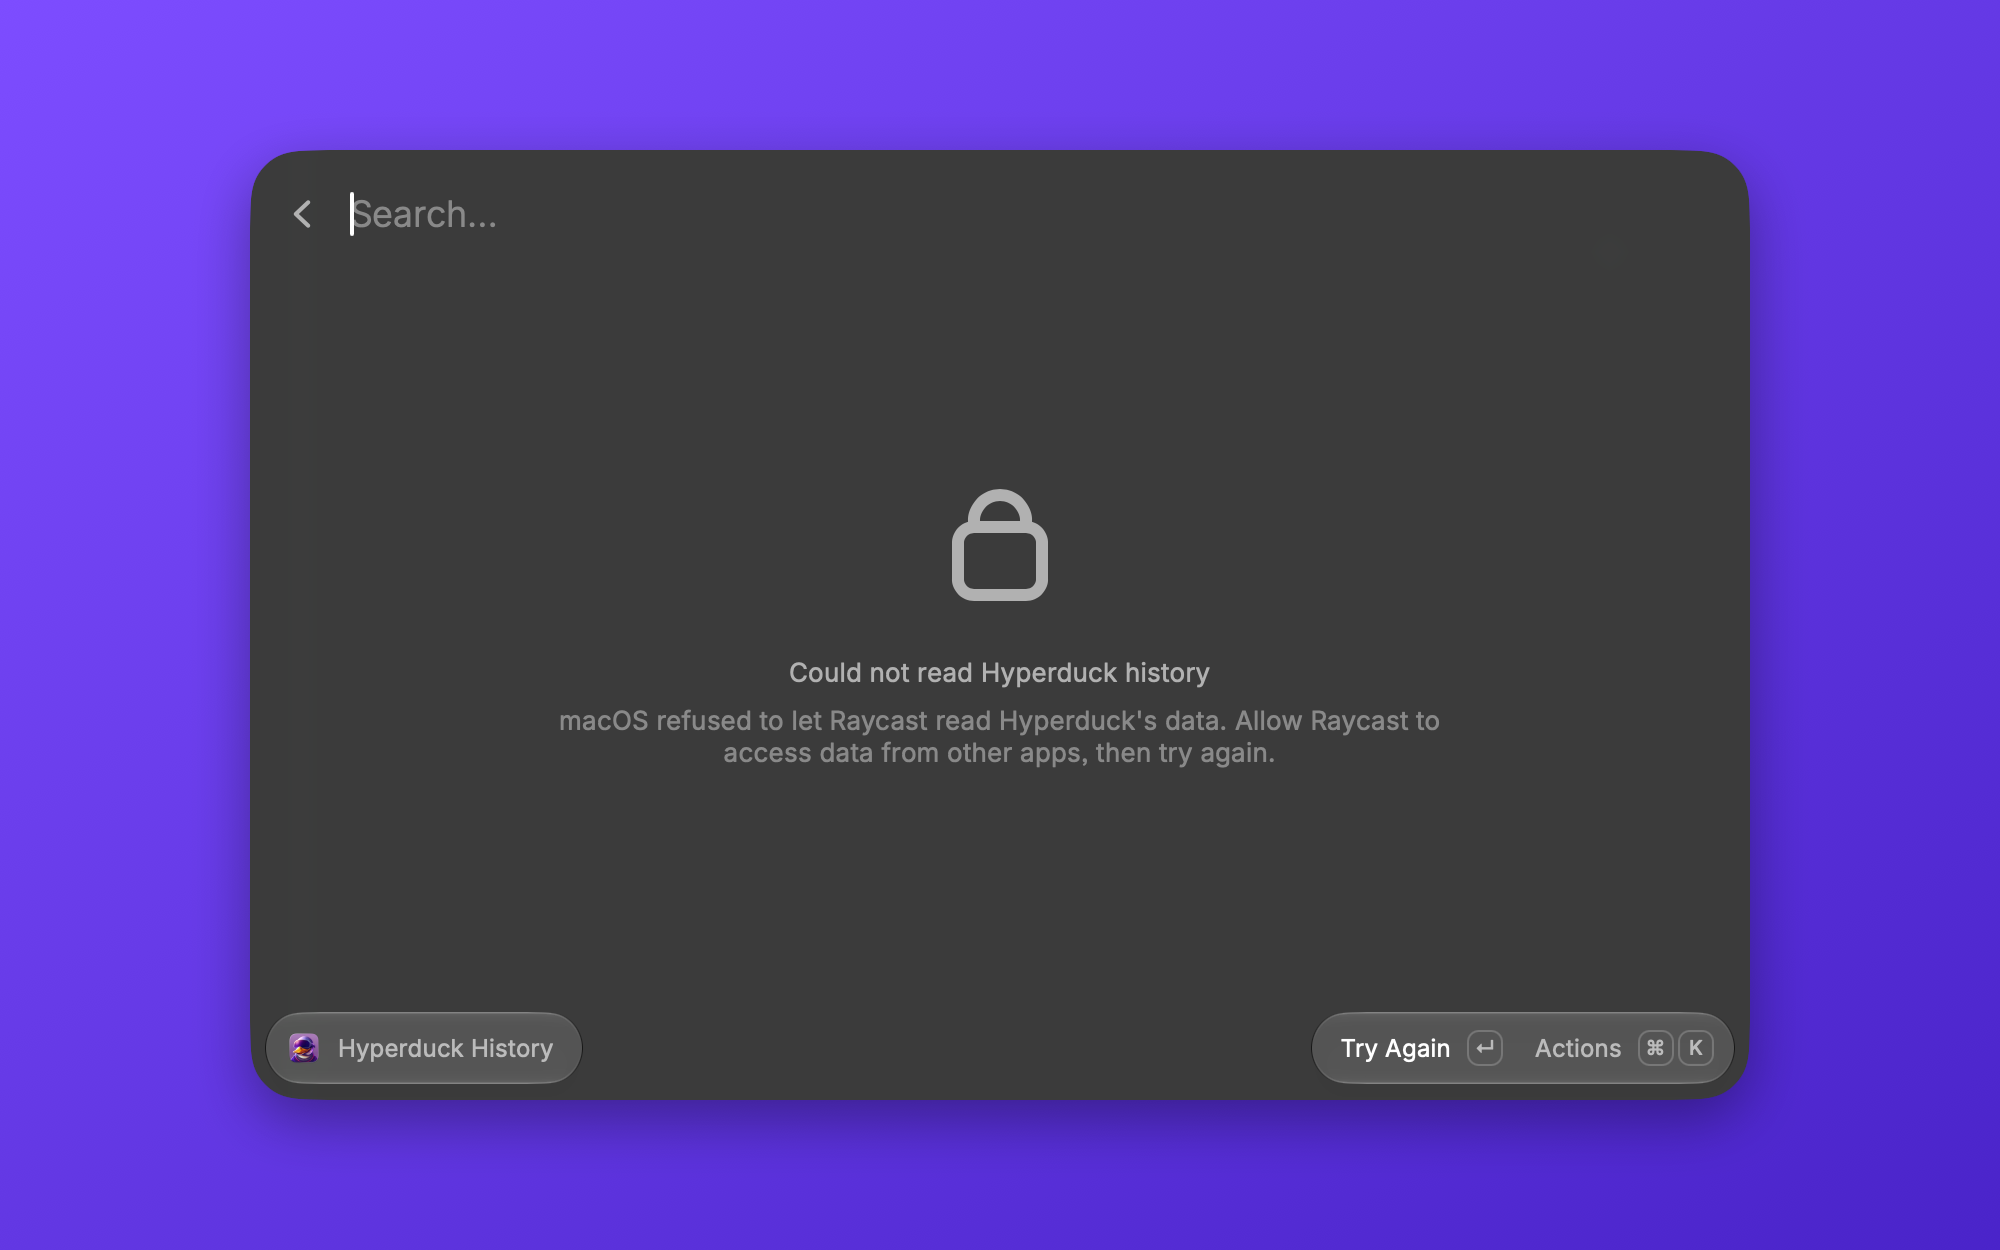 Search...
Could not read Hyperduck history
macOS refused to let Raycast read Hyperduck's data. Allow Raycast to
access data from other apps, then try again.
Hyperduck History
Try Again ↵ Actions ⌘ K